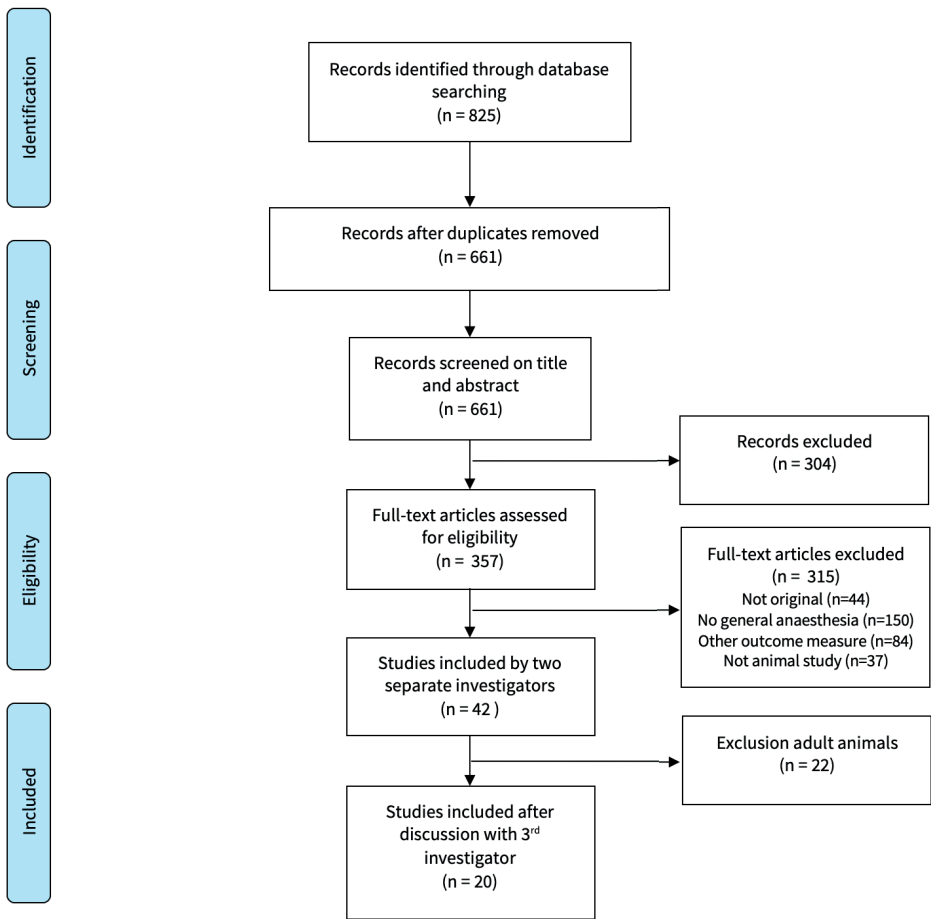 Identification
Records identified through database
searching
(n = 825)
Records after duplicates removed
(n = 661)
Screening
Records screened on title
and abstract
(n = 661)
Records excluded
(n = 304)
Eligibility
Full-text articles assessed
for eligibility
(n = 357)
Full-text articles excluded
(n = 315)
Not original (n=44)
No general anaesthesia (n=150)
Other outcome measure (n=84)
Not animal study (n=37)
Studies included by two
separate investigators
(n = 42 )
Included
Exclusion adult animals
(n = 22)
Studies included after
discussion with 3rd
investigator
(n = 20)